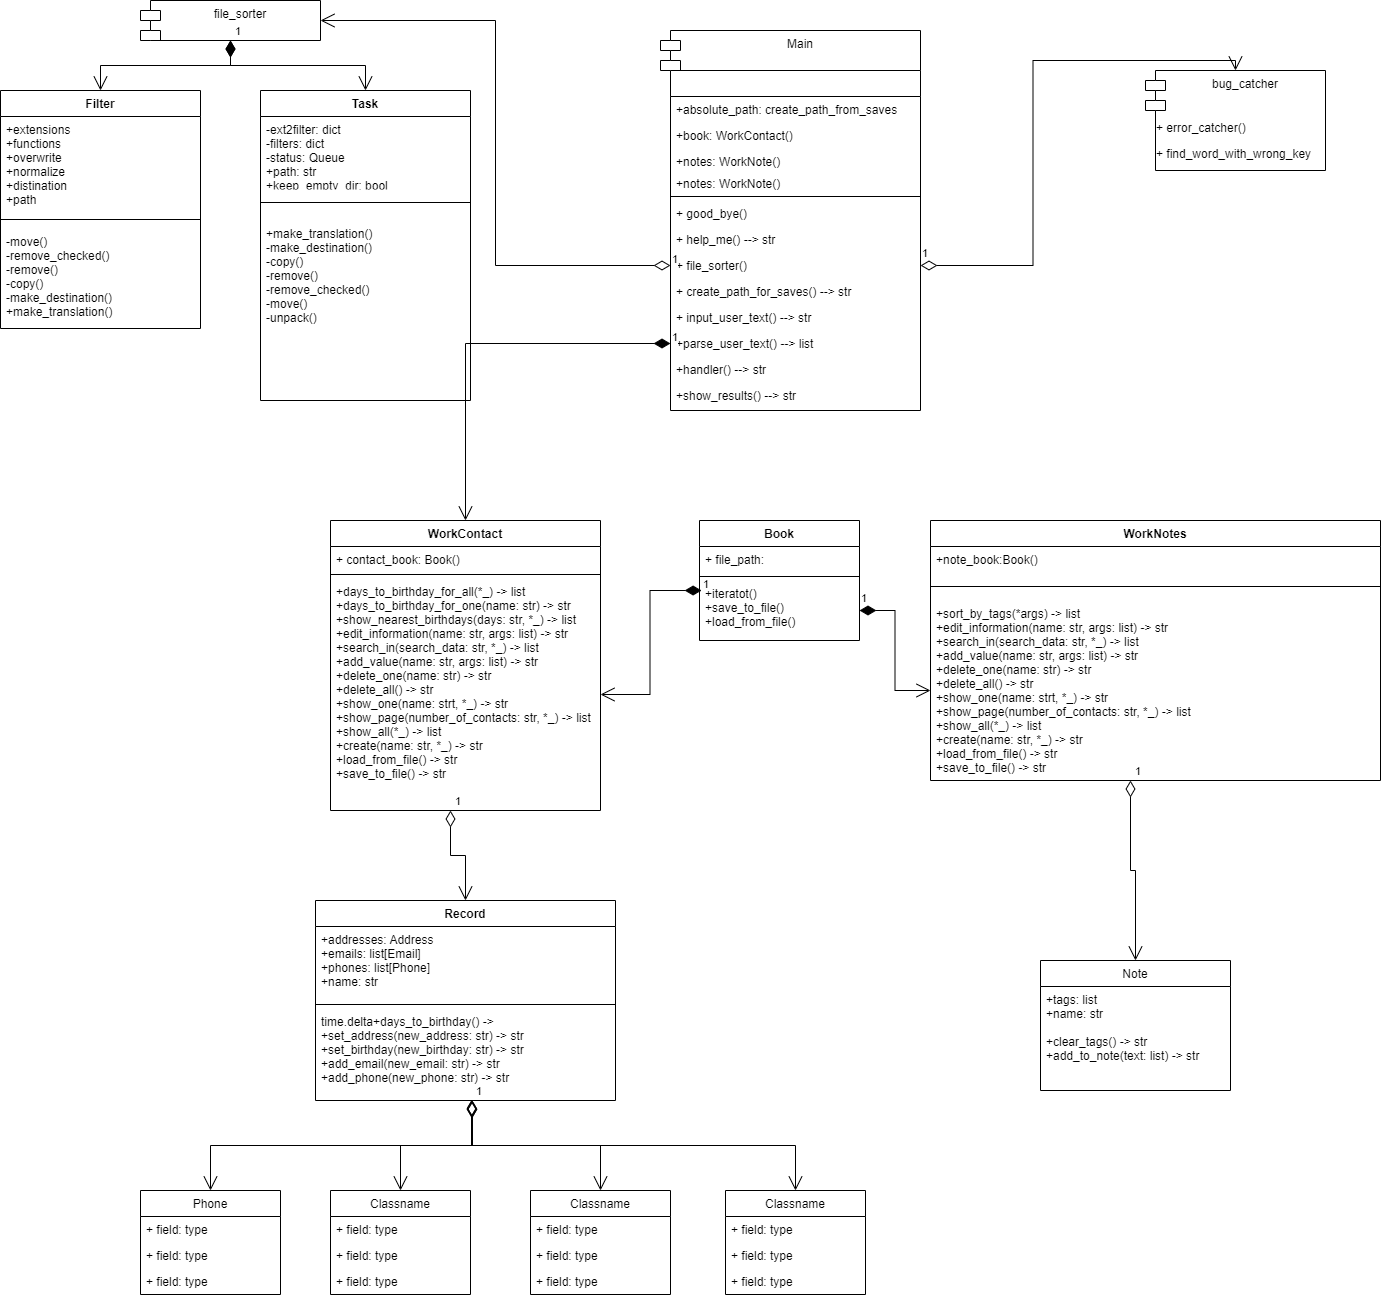 file_sorter
1
Filter
+extensions
+functions
+overwrite
+normalize
+distination
+path
-move()
-remove_checked()
-remove()
-copy()
-make_destination()
+make_translation()
Task
-ext2filter: dict
-filters: dict
-status: Queue
+path: str
+keep_empty_dir: bool
+make_translation()
-make_destination()
-copy()
-remove()
-remove_checked()
-move()
-unpack()
Main
+absolute_path: create_path_from_saves
+book: WorkContact()
+notes: WorkNote()
+notes: WorkNote()
+ good_bye()
+ help_me() --> str
1
+ file_sorter()
+ create_path_for_saves() --> str
+ input_user_text() --> str
1
+parse_user_text() --> list
+handler() --> str
+show_results() --> str
1
bug_catcher
+ error_catcher()
+ find_word_with_wrong_key
WorkContact
+ contact_book: Book()
+days_to_birthday_for_all(*_) -> list
+days_to_birthday_for_one(name: str) -> str
+show_nearest_birthdays(days: str, *_) -> list
+edit_information(name: str, args: list) -> str
+search_in(search_data: str, *_) -> list
+add_value(name: str, args: list) -> str
+delete_one(name: str) -> str
+delete_all() -> str
+show_one(name: strt, *_) -> str
+show_page(number_of_contacts: str, *_) -> list
+show_all(*_) -> list
+create(name: str, *_) -> str
+load_from_file() -> str
+save_to_file() -> str
1
Book
+ file_path:
1
+iteratot()
+save_to_file()
+load_from_file()
1
WorkNotes
+note_book:Book()
+sort_by_tags(*args) -> list
+edit_information(name: str, args: list) -> str
+search_in(search_data: str, *_) -> list
+add_value(name: str, args: list) -> str
+delete_one(name: str) -> str
+delete_all() -> str
+show_one(name: strt, *_) -> str
+show_page(number_of_contacts: str, *_) -> list
+show_all(*_) -> list
+create(name: str, *_) -> str
+load_from_file() -> str
+save_to_file() -> str
1
Record
+addresses: Address
+emails: list[Email]
+phones: list[Phone]
+name: str
time.delta+days_to_birthday() ->
+set_address(new_address: str) -> str
+set_birthday(new_birthday: str) -> str
+add_email(new_email: str) -> str
+add_phone(new_phone: str) -> str
1
Note
+tags: list
+name: str
+clear_tags() -> str
+add_to_note(text: list) -> str
Phone
+ field: type
+ field: type
+ field: type
Classname
+ field: type
+ field: type
+ field: type
Classname
+ field: type
+ field: type
+ field: type
Classname
+ field: type
+ field: type
+ field: type